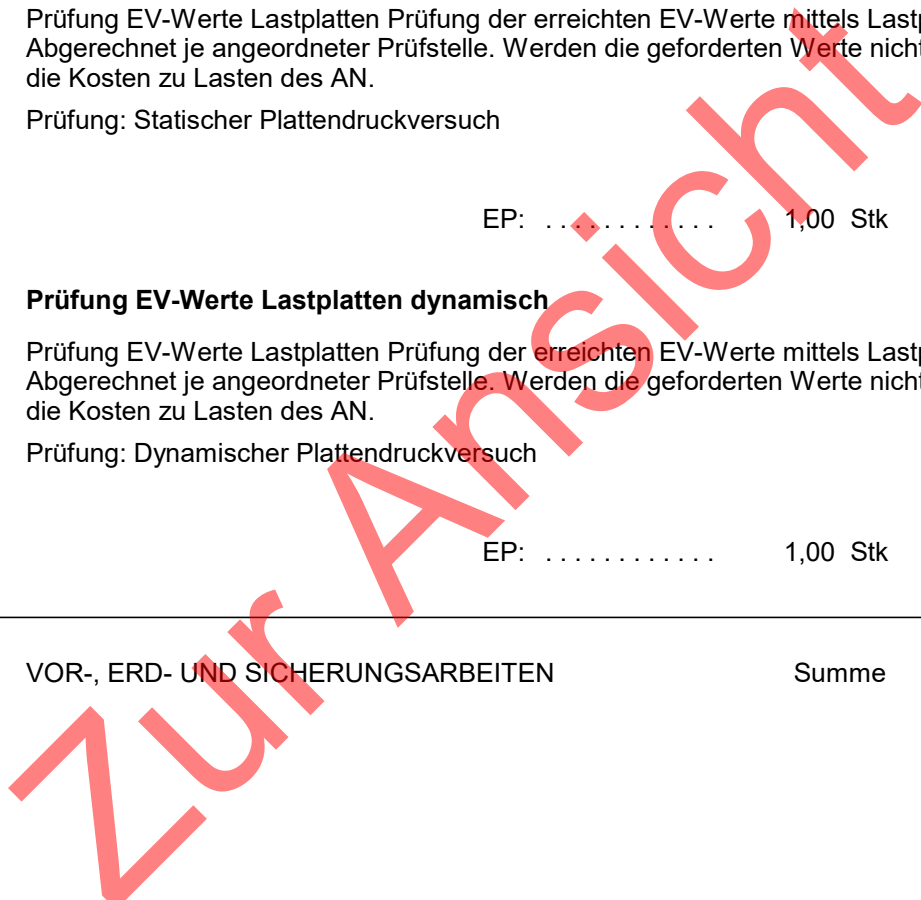 Prüfung EV-Werte Lastplatten Prüfung der erreichten EV-Werte mittels Lastp
Abgerechnet je angeordneter Prüfstelle. Werden die geforderten Werte nicht
die Kosten zu Lasten des AN.
Prüfung: Statischer Plattendruckversuch
EP: . . . . . . . . . . . . 1,00 Stk
Prüfung EV-Werte Lastplatten dynamisch
Prüfung EV-Werte Lastplatten Prüfung der erreichten EV-Werte mittels Lastp
Abgerechnet je angeordneter Prüfstelle. Werden die geforderten Werte nicht
die Kosten zu Lasten des AN.
Prüfung: Dynamischer Plattendruckversuch
EP: . . . . . . . . . . . . 1,00 Stk
VOR-, ERD- UND SICHERUNGSARBEITEN Summe
Zur Ansicht